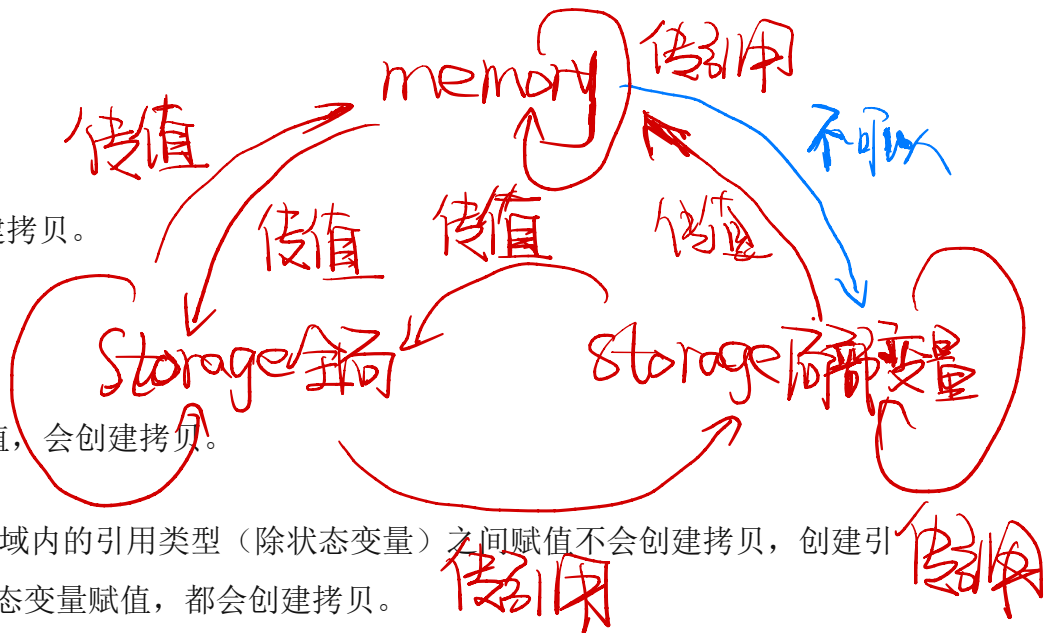 memory 传引用
传值 不可以
传值 传值 传值
建拷贝。
storage全局 storage局部变量
值，会创建拷贝。
域内的引用类型（除状态变量）之间赋值不会创建拷贝，创建引
传引用 传引用
态变量赋值，都会创建拷贝。